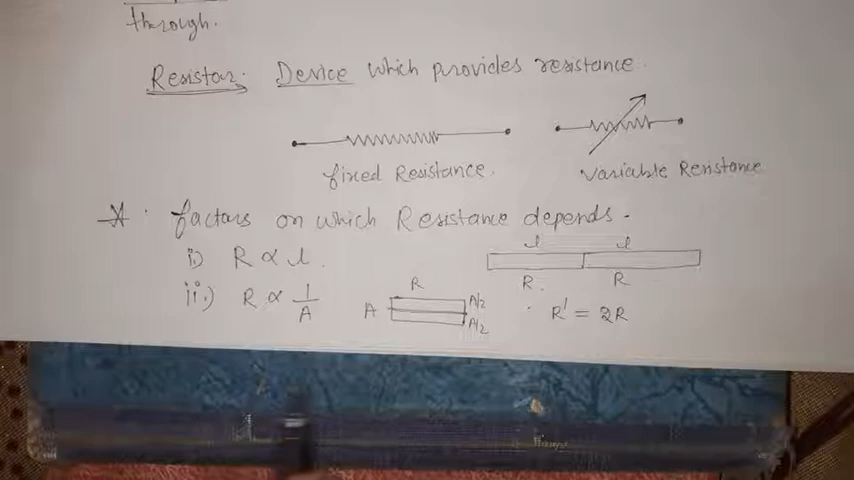 through.
Resistor. Device which provides resistance.
fixed Resistance. variable Resistance
* factors on which Resistance depends.
i) R ∝ l.
l l
R. R
ii.) R ∝ 1/A
R
A A/2
A/2
R' = 2R